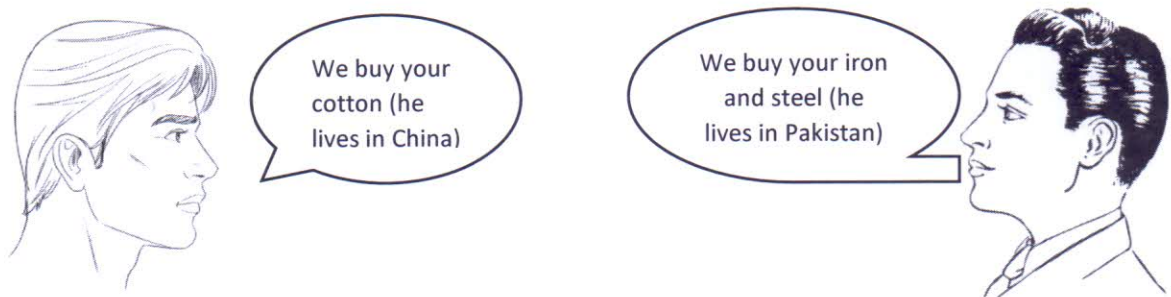 We buy your
cotton (he
lives in China)
We buy your iron
and steel (he
lives in Pakistan)